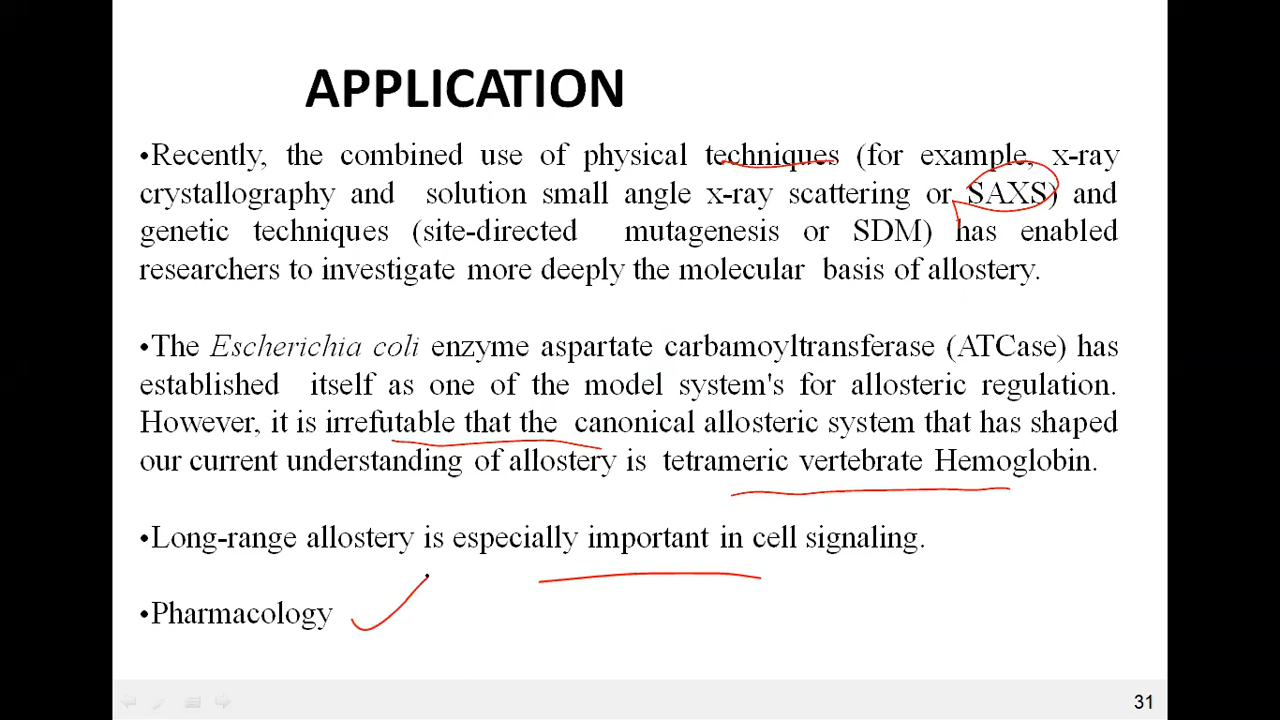 APPLICATION
•Recently, the combined use of physical techniques (for example, x-ray
crystallography and solution small angle x-ray scattering or SAXS) and
genetic techniques (site-directed mutagenesis or SDM) has enabled
researchers to investigate more deeply the molecular basis of allostery.
•The Escherichia coli enzyme aspartate carbamoyltransferase (ATCase) has
established itself as one of the model system's for allosteric regulation.
However, it is irrefutable that the canonical allosteric system that has shaped
our current understanding of allostery is tetrameric vertebrate Hemoglobin.
•Long-range allostery is especially important in cell signaling.
•Pharmacology
31